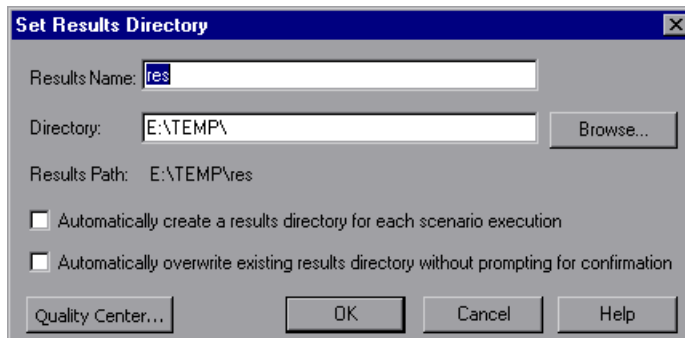 Set Results Directory
Results Name: res
Directory: E:\TEMP\ Browse...
Results Path: E:\TEMP\res
Automatically create a results directory for each scenario execution
Automatically overwrite existing results directory without prompting for confirmation
Quality Center... OK Cancel Help